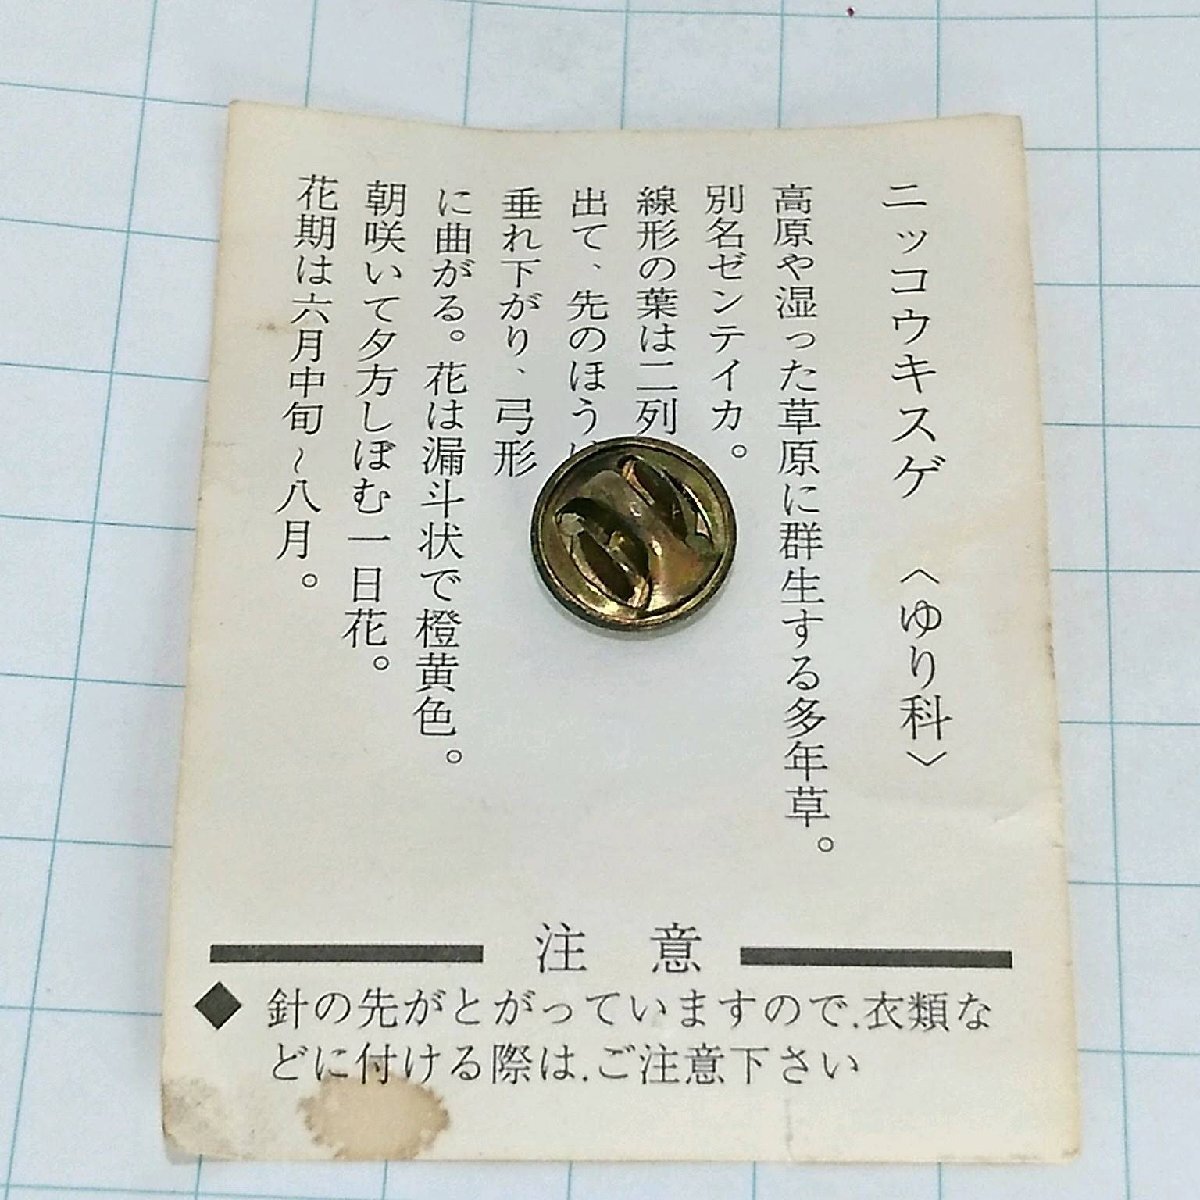 ニッコウキスゲ 〈ゆり科〉
高原や湿った草原に群生する多年草。
別名ゼンテイカ。
線形の葉は二列
出て、先のほう
垂れ下がり、弓形
に曲がる。花は漏斗状で橙黄色。
朝咲いて夕方しぼむ一日花。
花期は六月中旬~八月。
注 意
◆ 針の先がとがっていますので、衣類な
どに付ける際は、ご注意下さい